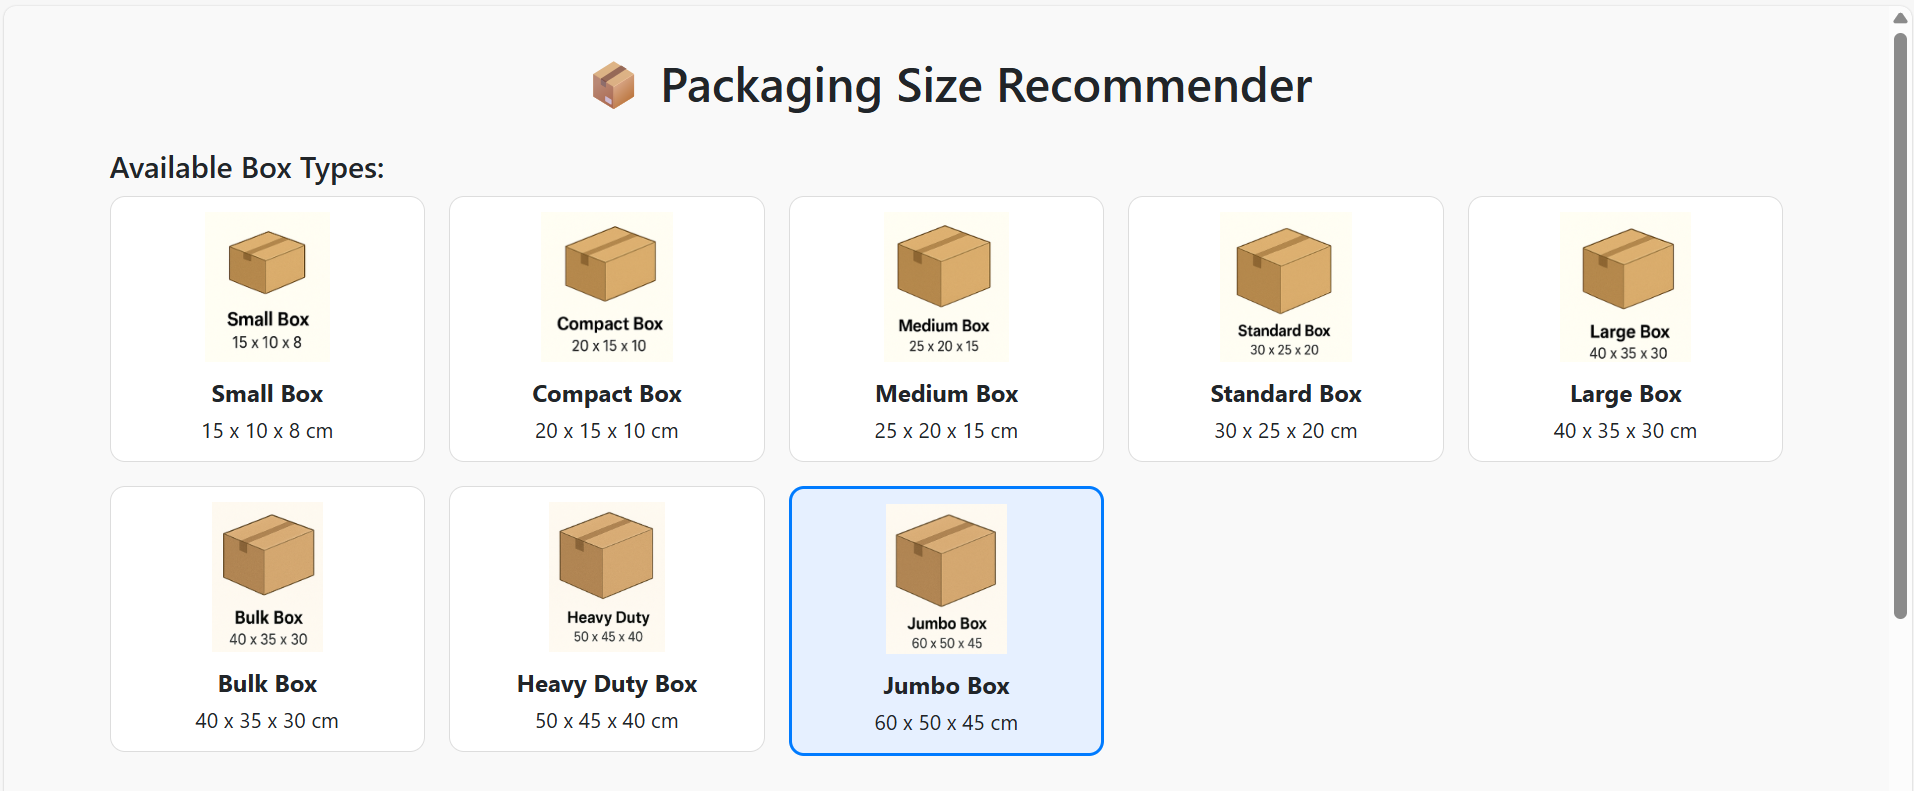 Packaging Size Recommender
Available Box Types:
Small Box
15 x 10 x 8
Small Box
15 x 10 x 8 cm
Compact Box
20 x 15 x 10
Compact Box
20 x 15 x 10 cm
Medium Box
25 x 20 x 15
Medium Box
25 x 20 x 15 cm
Standard Box
30 x 25 x 20
Standard Box
30 x 25 x 20 cm
Large Box
40 x 35 x 30
Large Box
40 x 35 x 30 cm
Bulk Box
40 x 35 x 30
Bulk Box
40 x 35 x 30 cm
Heavy Duty
50 x 45 x 40
Heavy Duty Box
50 x 45 x 40 cm
Jumbo Box
60 x 50 x 45
Jumbo Box
60 x 50 x 45 cm